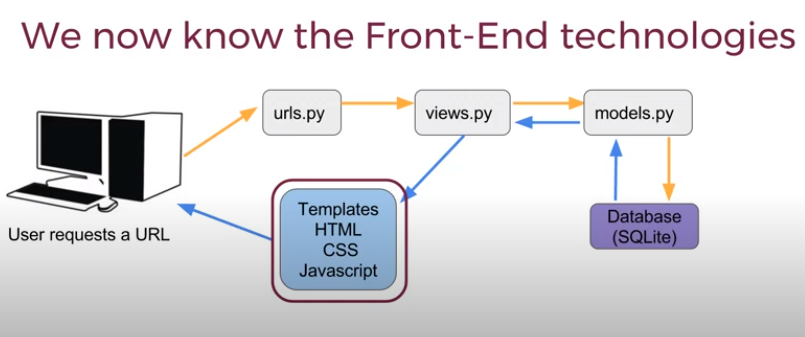 We now know the Front-End technologies
urls.py
views.py
models.py
Templates
HTML
CSS
Javascript
Database
(SQLite)
User requests a URL